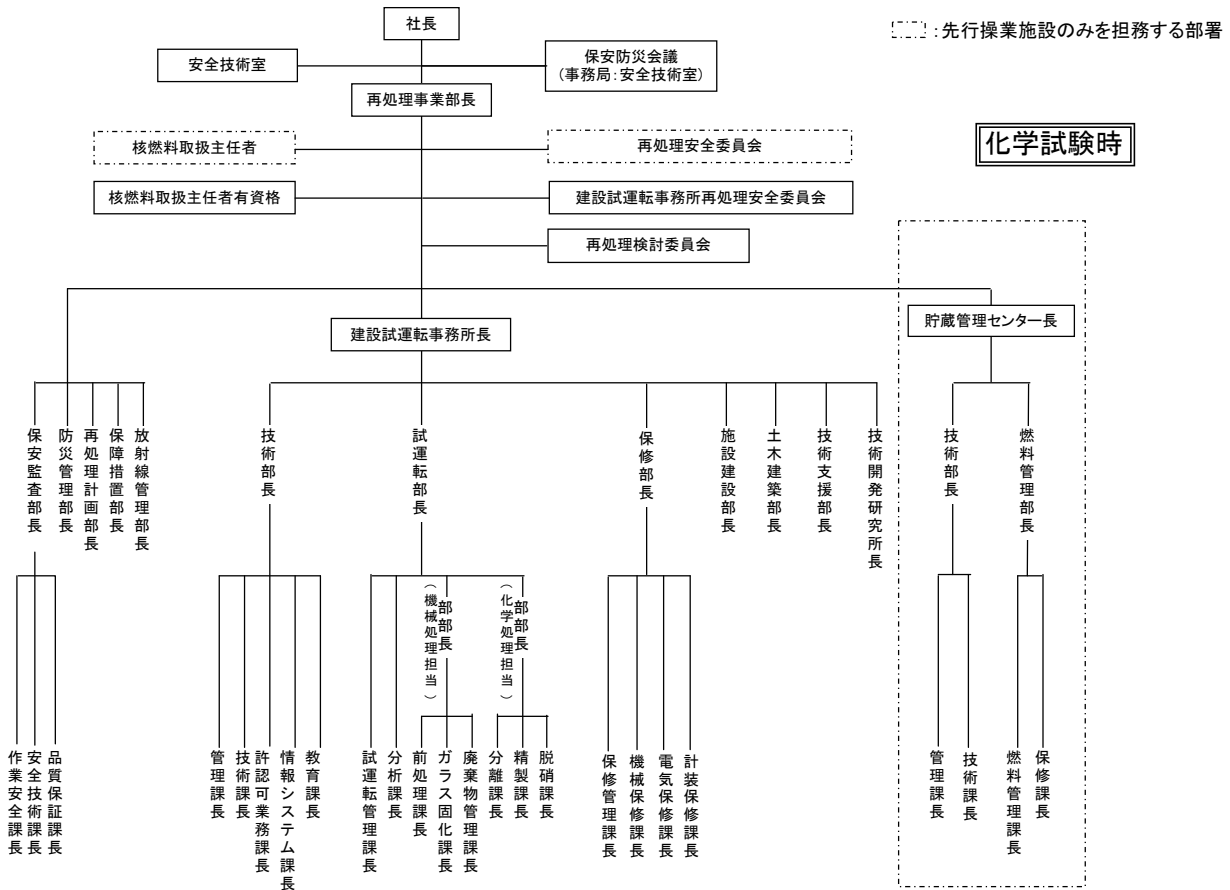 社長
：先行操業施設のみを担務する部署
安全技術室
保安防災会議
（事務局：安全技術室）
再処理事業部長
化学試験時
核燃料取扱主任者
再処理安全委員会
核燃料取扱主任者有資格
建設試運転事務所再処理安全委員会
再処理検討委員会
建設試運転事務所長
貯蔵管理センター長
保安監査部長
防災管理部長
再処理計画部長
保障措置部長
放射線管理部長
技術部長
試運転部長
保修部長
施設建設部長
土木建築部長
技術支援部長
技術開発研究所長
技術部長
燃料管理部長
部部長
（機械処理担当）
部部長
（化学処理担当）
作業安全課長
安全技術課長
品質保証課長
管理課長
技術課長
許認可業務課長
情報システム課長
教育課長
試運転管理課長
分析課長
前処理課長
ガラス固化課長
廃棄物管理課長
分離課長
精製課長
脱硝課長
保修管理課長
機械保修課長
電気保修課長
計装保修課長
管理課長
技術課長
燃料管理課長
保修課長